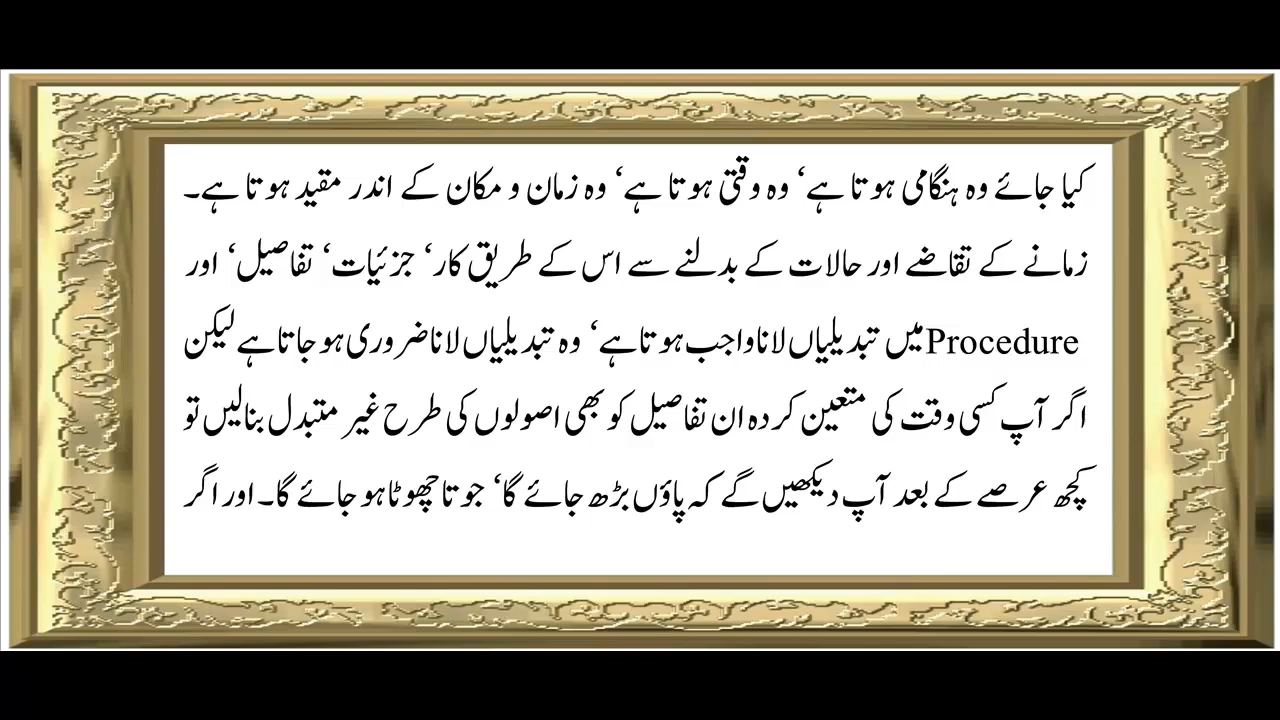 کیا جائے وہ ہنگامی ہوتا ہے‘ وہ وقتی ہوتا ہے‘ وہ زمان و مکان کے اندر مقید ہوتا ہے۔
زمانے کے تقاضے اور حالات کے بدلنے سے اس کے طریق کار‘ جزئیات‘ تفاصیل‘ اور
Procedure میں تبدیلیاں لانا واجب ہوتا ہے‘ وہ تبدیلیاں لانا ضروری ہو جاتا ہے لیکن
اگر آپ کسی وقت کی متعین کردہ ان تفاصیل کو بھی اصولوں کی طرح غیر متبدل بنالیں تو
کچھ عرصے کے بعد آپ دیکھیں گے کہ پاؤں بڑھ جائے گا‘ جوتا چھوٹا ہو جائے گا۔ اور اگر